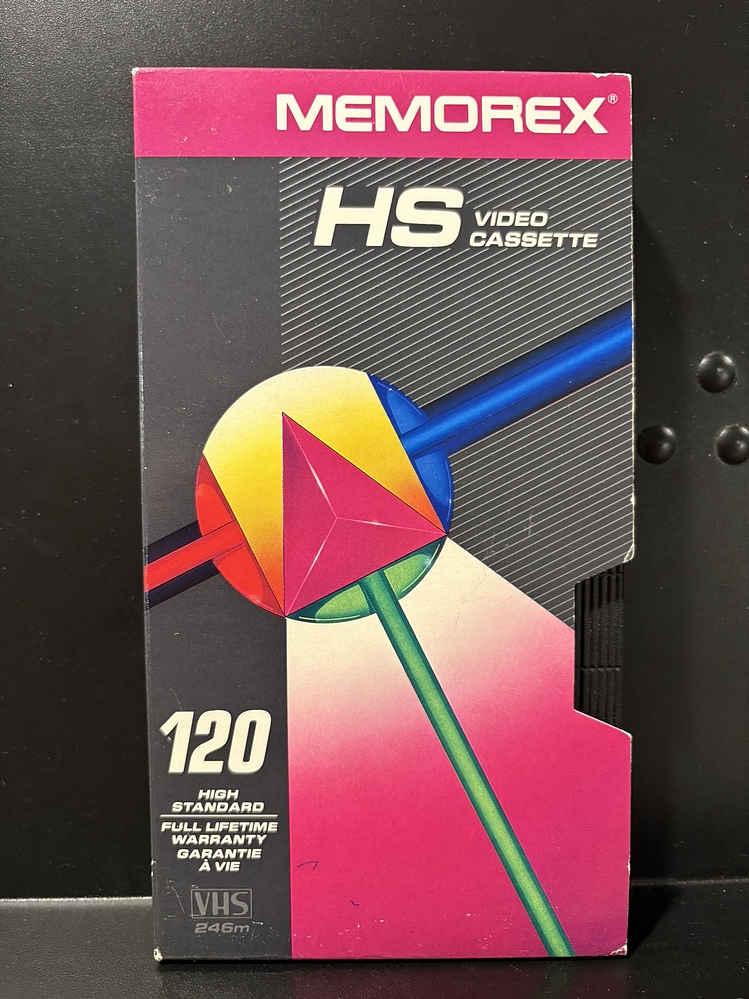 MEMOREX®
HS VIDEO
CASSETTE
120
HIGH
STANDARD
FULL LIFETIME
WARRANTY
GARANTIE
À VIE
VHS
246m